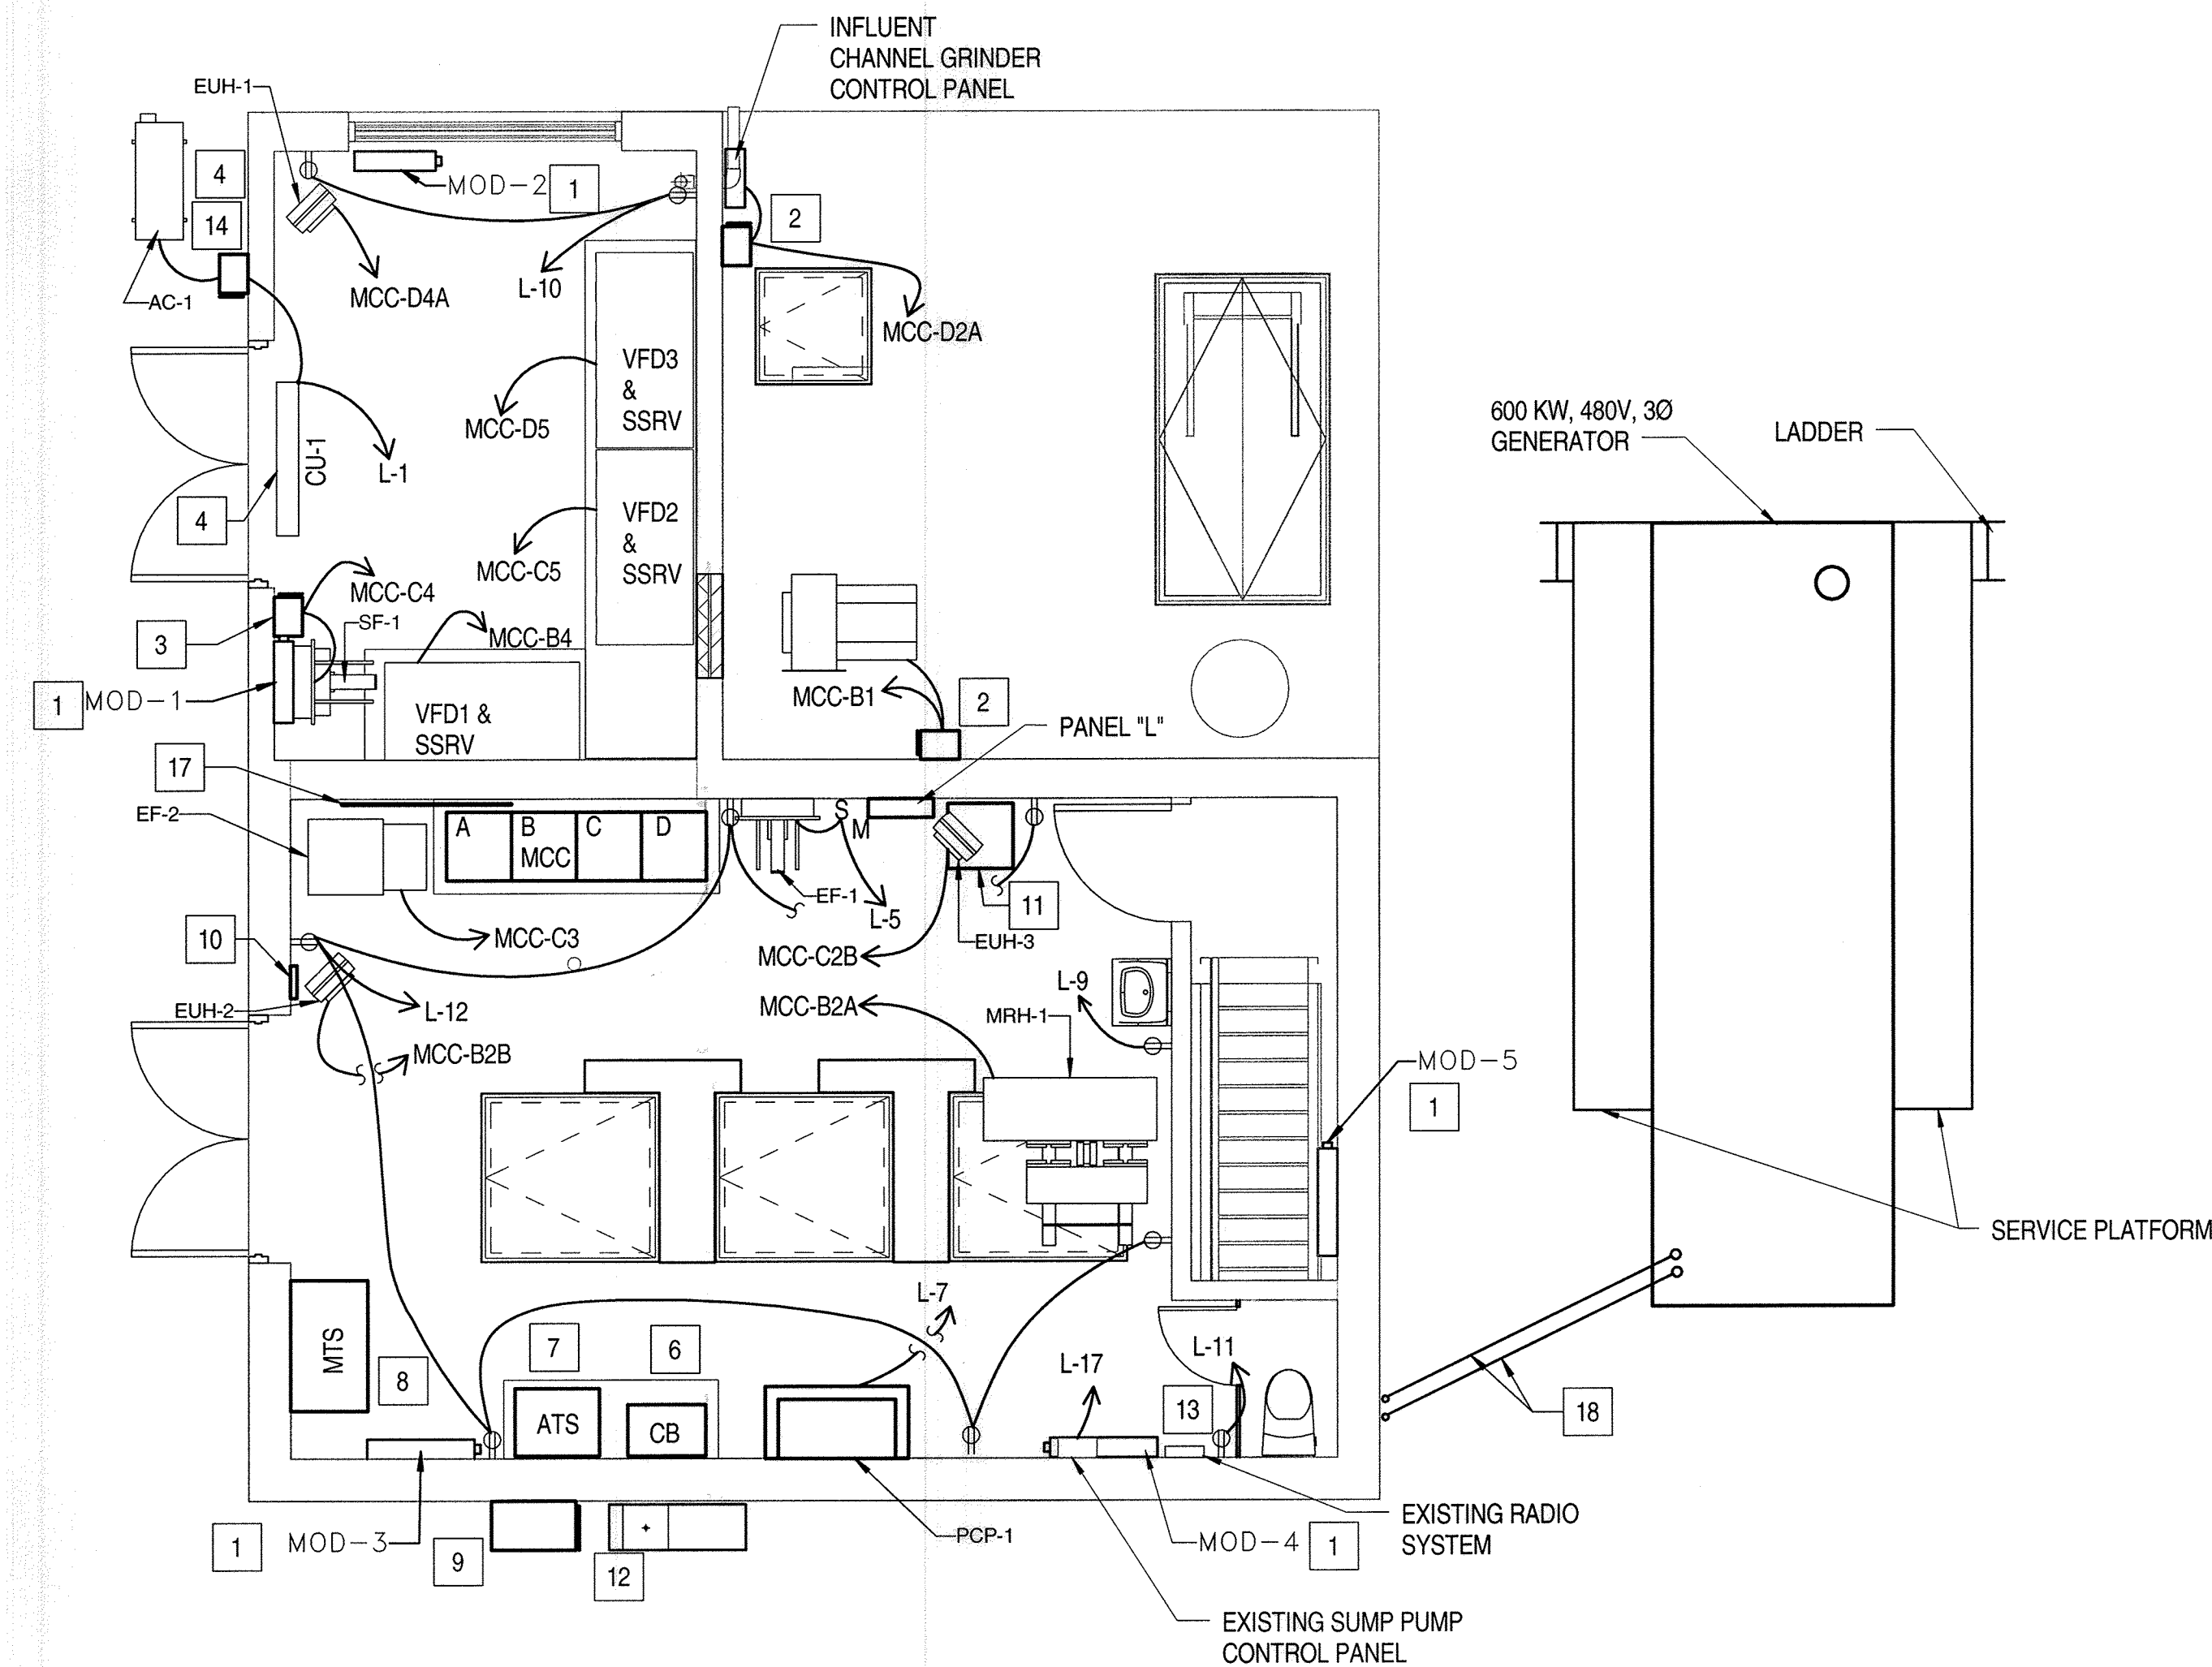 INFLUENT
CHANNEL GRINDER
CONTROL PANEL
EUH-1
4
MOD-2
1
14
2
AC-1
MCC-D4A
L-10
MCC-D2A
VFD3
&
SSRV
MCC-D5
600 KW, 480V, 3Ø
GENERATOR
LADDER
CU-1
L-1
4
VFD2
&
SSRV
MCC-C5
MCC-C4
SF-1
3
MCC-B4
1
MOD-1
MCC-B1
2
VFD1 &
SSRV
PANEL "L"
17
EF-2
A
B
C
D
MCC
S
M
EF-1
L-5
11
10
MCC-C3
EUH-3
MCC-C2B
L-9
EUH-2
L-12
MCC-B2A
MRH-1
MCC-B2B
MOD-5
1
SERVICE PLATFORM
L-7
MTS
7
6
8
L-17
L-11
13
18
ATS
CB
1
MOD-3
9
12
PCP-1
MOD-4
1
EXISTING RADIO
SYSTEM
EXISTING SUMP PUMP
CONTROL PANEL